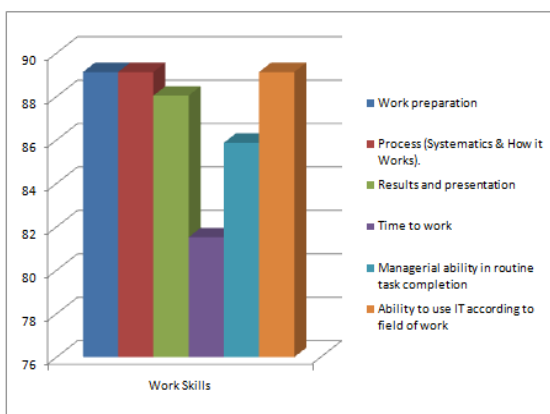 90
88
86
84
82
80
78
76
Work Skills
Work preparation
Process (Systematics & How it
Works).
Results and presentation
Time to work
Managerial ability in routine
task completion
Ability to use IT according to
field of work